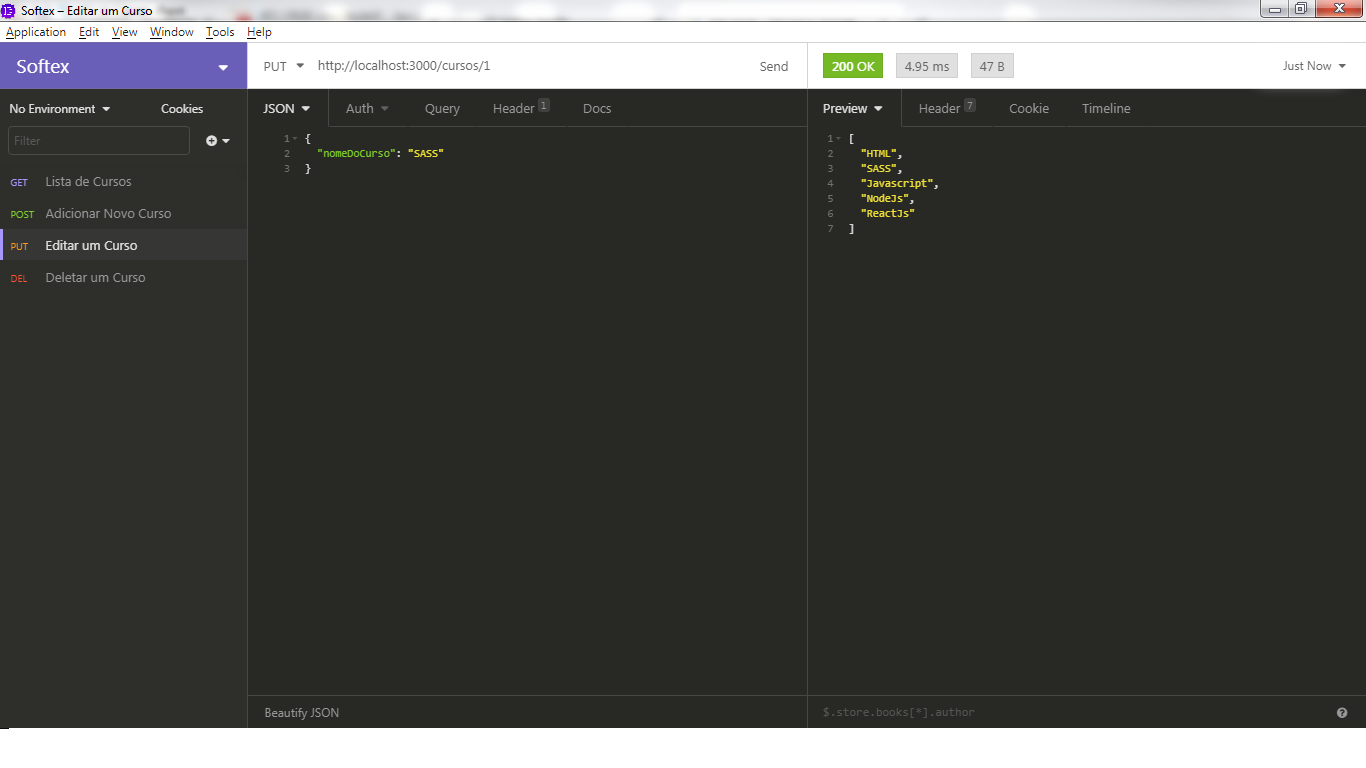 Softex – Editar um Curso
Application Edit View Window Tools Help
Softex
PUT http://localhost:3000/cursos/1 Send
200 OK 4.95 ms 47 B Just Now
No Environment Cookies
JSON Auth Query Header 1 Docs
Preview Header 7 Cookie Timeline
Filter
GET Lista de Cursos
POST Adicionar Novo Curso
PUT Editar um Curso
DEL Deletar um Curso
1 {
2 "nomeDoCurso": "SASS"
3 }
1 [
2 "HTML",
3 "SASS",
4 "Javascript",
5 "NodeJs",
6 "ReactJs"
7 ]
Beautify JSON
$.store.books[*].author